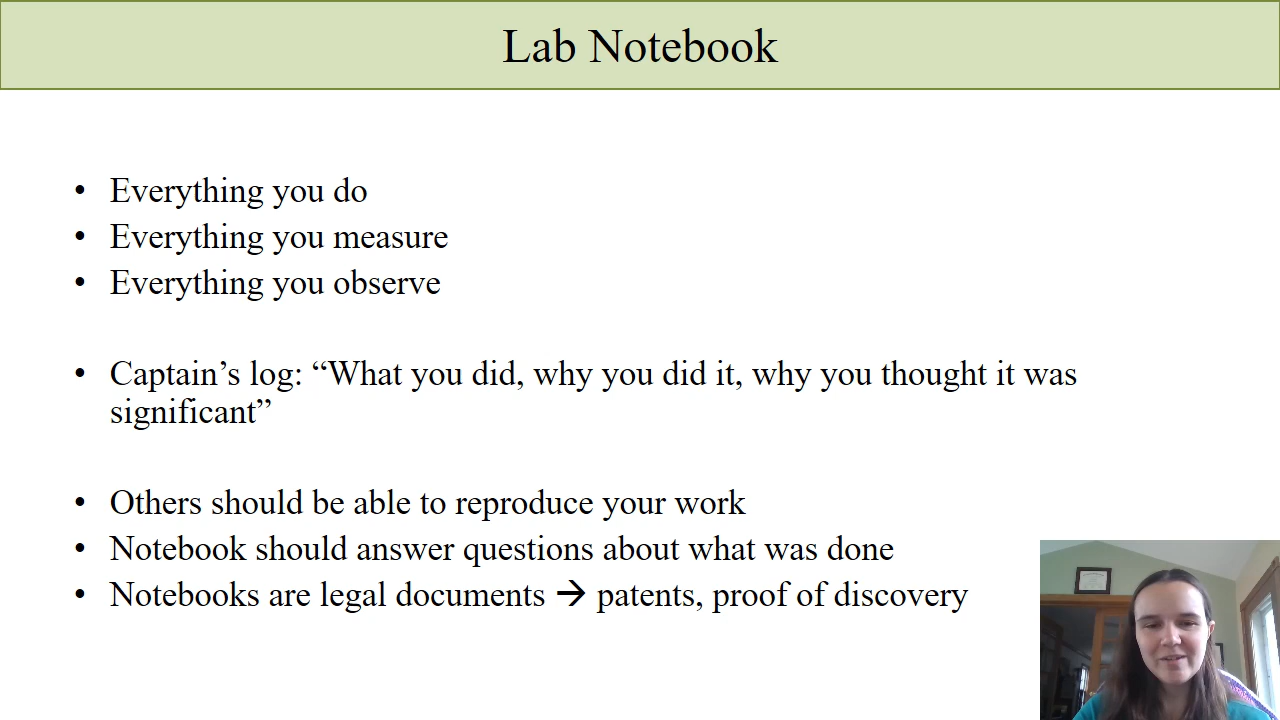 Lab Notebook
• Everything you do
• Everything you measure
• Everything you observe
• Captain’s log: “What you did, why you did it, why you thought it was
significant”
• Others should be able to reproduce your work
• Notebook should answer questions about what was done
• Notebooks are legal documents → patents, proof of discovery